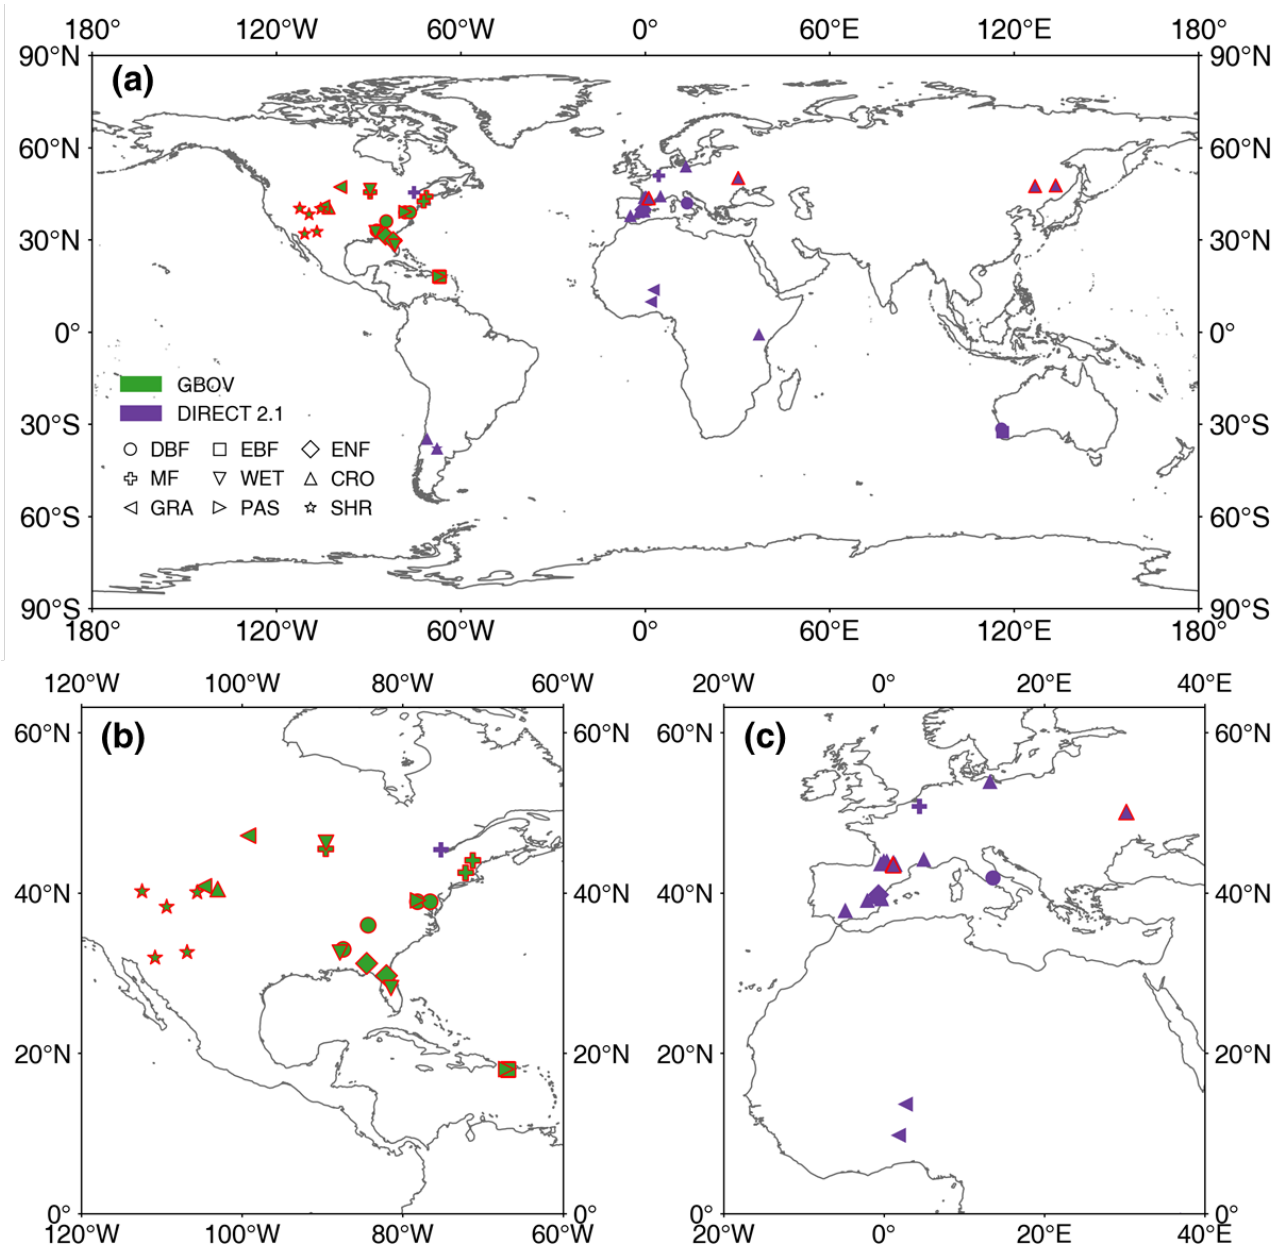 180° 120°W 60°W 0° 60°E 120°E 180°
90°N (a) 90°N
60°N 60°N
30°N 30°N
0° 0°
GBOV
DIRECT 2.1
30°S 30°S
DBF EBF ENF
MF WET CRO
GRA PAS SHR
60°S 60°S
90°S 90°S
180° 120°W 60°W 0° 60°E 120°E 180°
120°W 100°W 80°W 60°W 20°W 0° 20°E 40°E
60°N (b) 60°N 60°N (c) 60°N
40°N 40°N 40°N 40°N
20°N 20°N 20°N 20°N
0° 0° 0° 0°
120°W 100°W 80°W 60°W 20°W 0° 20°E 40°E